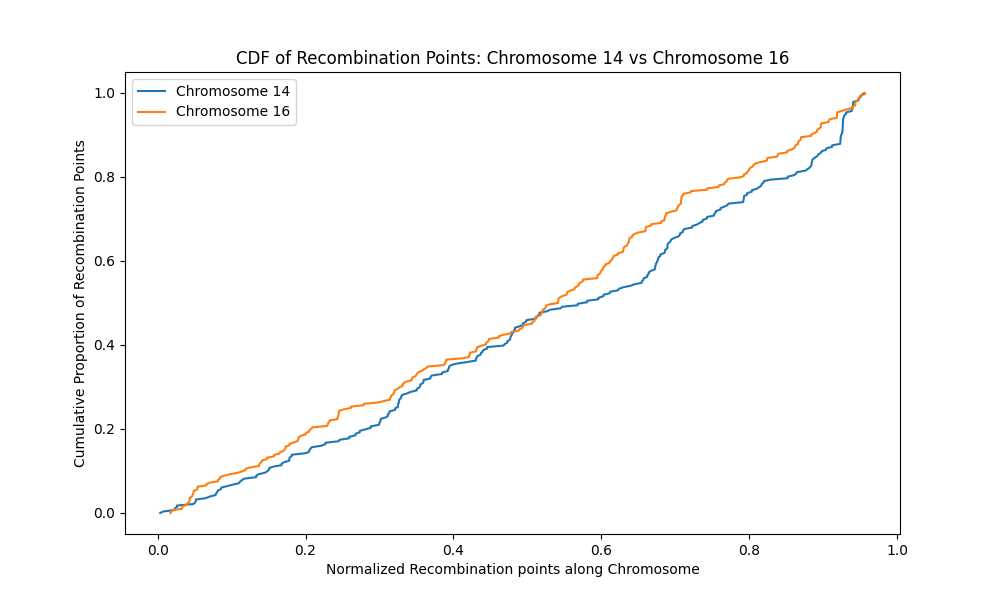 CDF of Recombination Points: Chromosome 14 vs Chromosome 16
Chromosome 14
Chromosome 16
1.0
0.8
0.6
0.4
0.2
0.0
Cumulative Proportion of Recombination Points
0.0 0.2 0.4 0.6 0.8 1.0
Normalized Recombination points along Chromosome